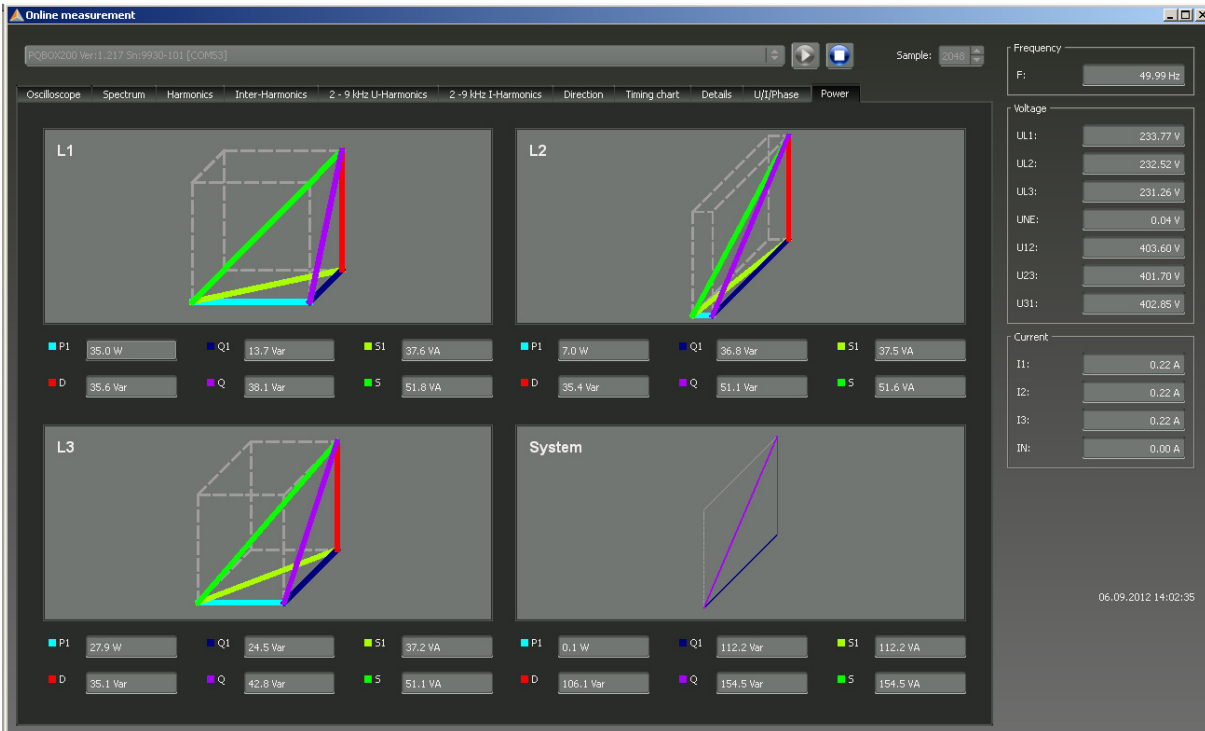 Online measurement
PQBOX200 Ver:1.217 Sn:9930-101 [COM53]
Sample: 2048
Oscilloscope Spectrum Harmonics Inter-Harmonics 2 - 9 kHz U-Harmonics 2 -9 kHz I-Harmonics Direction Timing chart Details U/I/Phase Power
L1
P1 35.0 W Q1 13.7 Var S1 37.6 VA
D 35.6 Var Q 38.1 Var S 51.8 VA
L2
P1 7.0 W Q1 36.8 Var S1 37.5 VA
D 35.4 Var Q 51.1 Var S 51.6 VA
L3
P1 27.9 W Q1 24.5 Var S1 37.2 VA
D 35.1 Var Q 42.8 Var S 51.1 VA
System
P1 0.1 W Q1 112.2 Var S1 112.2 VA
D 106.1 Var Q 154.5 Var S 154.5 VA
Frequency
F: 49.99 Hz
Voltage
UL1: 233.77 V
UL2: 232.52 V
UL3: 231.26 V
UNE: 0.04 V
U12: 403.60 V
U23: 401.70 V
U31: 402.85 V
Current
I1: 0.22 A
I2: 0.22 A
I3: 0.22 A
IN: 0.00 A
06.09.2012 14:02:35